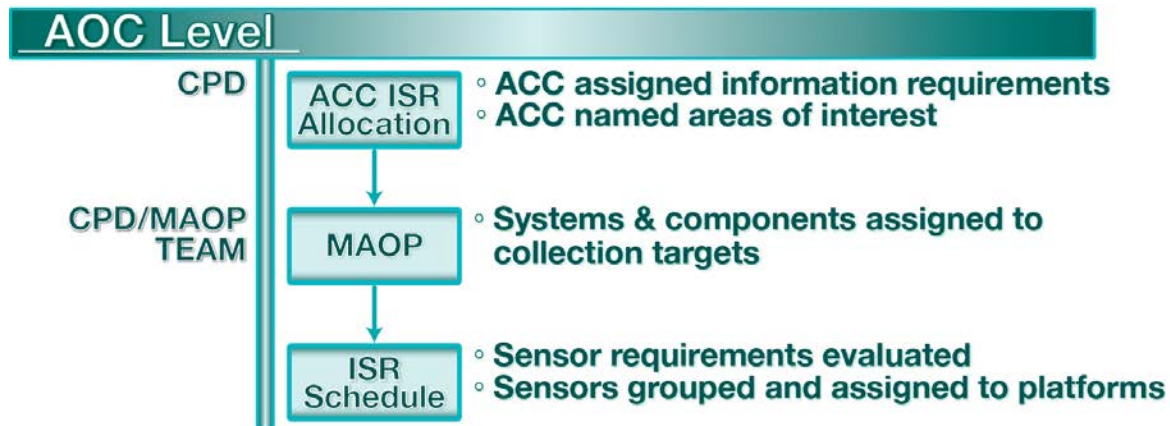 AOC Level
CPD
ACC ISR
Allocation
◦ ACC assigned information requirements
◦ ACC named areas of interest
CPD/MAOP
TEAM
MAOP
◦ Systems & components assigned to
collection targets
ISR
Schedule
◦ Sensor requirements evaluated
◦ Sensors grouped and assigned to platforms